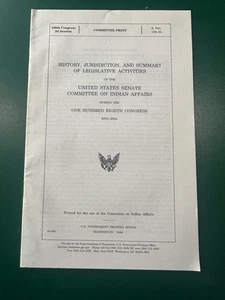 108th Congress
2d Session
COMMITTEE PRINT
HISTORY, JURISDICTION, AND SUMMARY
OF LEGISLATIVE ACTIVITIES
OF THE
UNITED STATES SENATE
COMMITTEE ON INDIAN AFFAIRS
DURING THE
ONE HUNDRED EIGHTH CONGRESS
2003–2004
Printed for the use of the Committee on Indian Affairs
U.S. GOVERNMENT PRINTING OFFICE
WASHINGTON